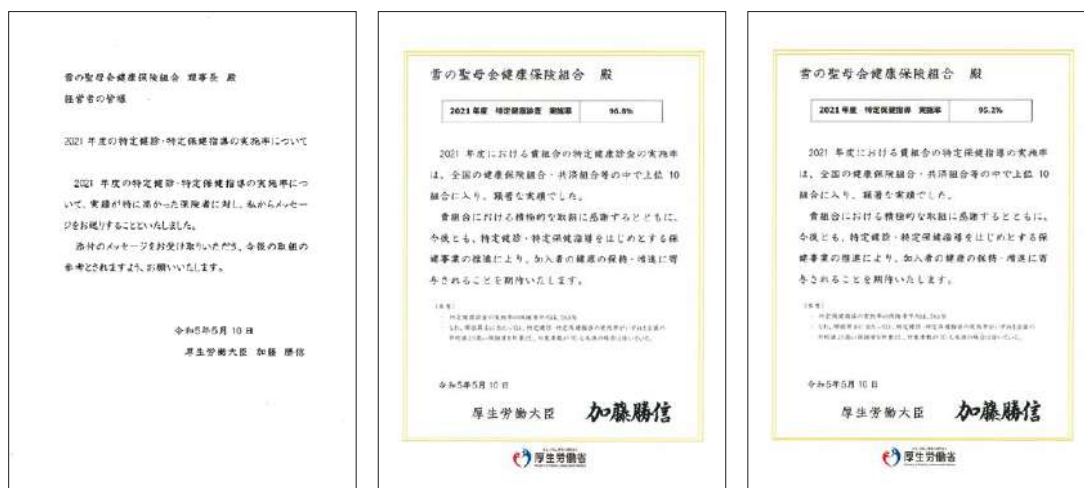 雪の聖母会健康保険組合 理事長 殿
経営者の皆様
2021 年度の特定健診・特定保健指導の実施率について
2021 年度の特定健診・特定保健指導の実施率につ
いて、実績が特に高かった保険者に対し、私からメッセー
ジをお送りすることといたしました。
添付のメッセージをお受け取りいただき、今後の取組の
参考とされますよう、お願いいたします。
令和5年5月 10 日
厚生労働大臣 加藤 勝信
雪の聖母会健康保険組合 殿
2021 年度 特定健康診査 実施率 96.8%
2021 年度における貴組合の特定健康診査の実施率
は、全国の健康保険組合・共済組合等の中で上位 10
組合に入り、顕著な実績でした。
貴組合における積極的な取組に感謝するとともに、
今後とも、特定健診・特定保健指導をはじめとする保
健事業の推進により、加入者の健康の保持・増進に寄
与されることを期待いたします。
令和5年5月 10 日
厚生労働大臣 加藤勝信
厚生労働省
雪の聖母会健康保険組合 殿
2021 年度 特定保健指導 実施率 95.2%
2021 年度における貴組合の特定保健指導の実施率
は、全国の健康保険組合・共済組合等の中で上位 10
組合に入り、顕著な実績でした。
貴組合における積極的な取組に感謝するとともに、
今後とも、特定健診・特定保健指導をはじめとする保
健事業の推進により、加入者の健康の保持・増進に寄
与されることを期待いたします。
令和5年5月 10 日
厚生労働大臣 加藤勝信
厚生労働省